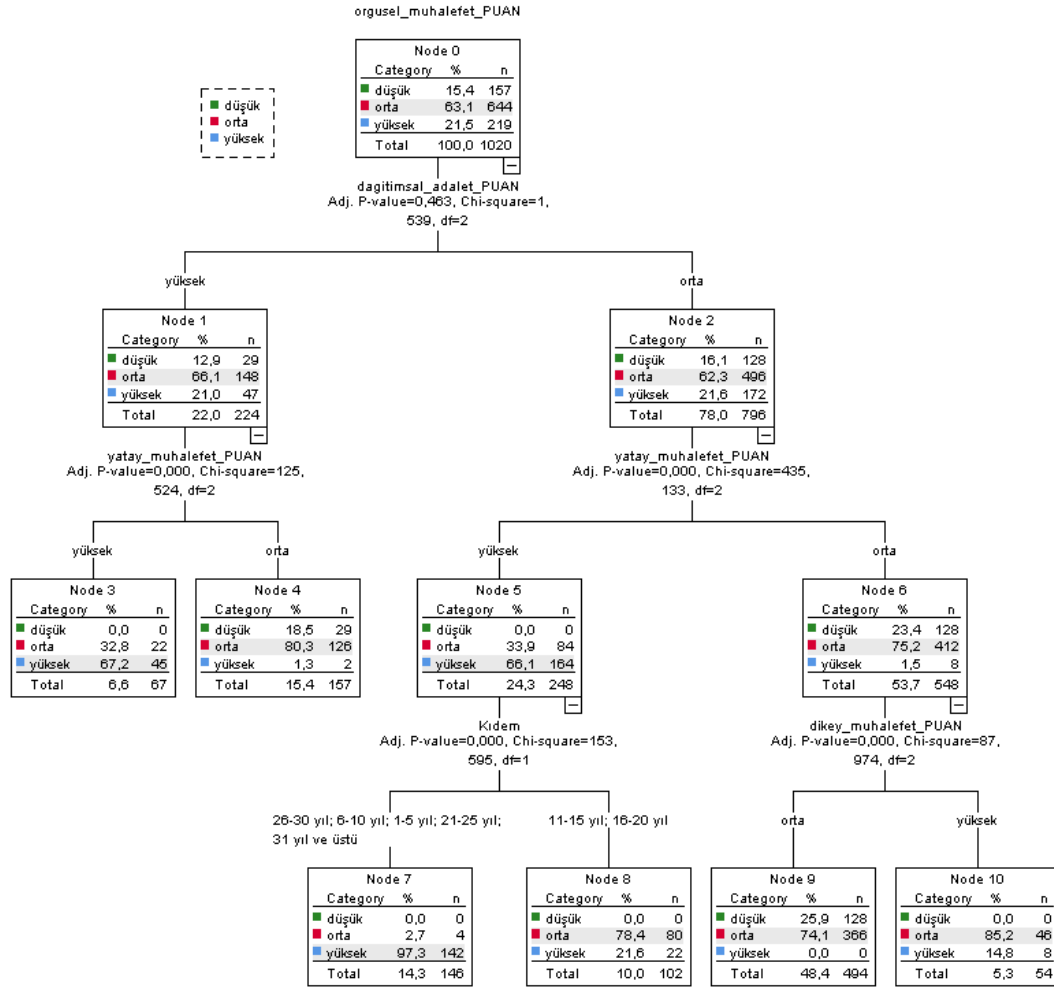 orgusel_muhalefet_PUAN
Node 0
Category % n
düşük 15,4 157
orta 63,1 644
yüksek 21,5 219
Total 100,0 1020
düşük
orta
yüksek
dagitimsal_adalet_PUAN
Adj. P-value=0,463, Chi-square=1,
539, df=2
yüksek
orta
Node 1
Category % n
düşük 12,9 29
orta 66,1 148
yüksek 21,0 47
Total 22,0 224
Node 2
Category % n
düşük 16,1 128
orta 62,3 496
yüksek 21,6 172
Total 78,0 796
yatay_muhalefet_PUAN
Adj. P-value=0,000, Chi-square=125,
524, df=2
yatay_muhalefet_PUAN
Adj. P-value=0,000, Chi-square=435,
133, df=2
yüksek
orta
yüksek
orta
Node 3
Category % n
düşük 0,0 0
orta 32,8 22
yüksek 67,2 45
Total 6,6 67
Node 4
Category % n
düşük 18,5 29
orta 80,3 126
yüksek 1,3 2
Total 15,4 157
Node 5
Category % n
düşük 0,0 0
orta 33,9 84
yüksek 66,1 164
Total 24,3 248
Node 6
Category % n
düşük 23,4 128
orta 75,2 412
yüksek 1,5 8
Total 53,7 548
Kıdem
Adj. P-value=0,000, Chi-square=153,
595, df=1
dikey_muhalefet_PUAN
Adj. P-value=0,000, Chi-square=87,
974, df=2
26-30 yıl; 6-10 yıl; 1-5 yıl; 21-25 yıl;
31 yıl ve üstü
11-15 yıl; 16-20 yıl
orta
yüksek
Node 7
Category % n
düşük 0,0 0
orta 2,7 4
yüksek 97,3 142
Total 14,3 146
Node 8
Category % n
düşük 0,0 0
orta 78,4 80
yüksek 21,6 22
Total 10,0 102
Node 9
Category % n
düşük 25,9 128
orta 74,1 366
yüksek 0,0 0
Total 48,4 494
Node 10
Category % n
düşük 0,0 0
orta 85,2 46
yüksek 14,8 8
Total 5,3 54